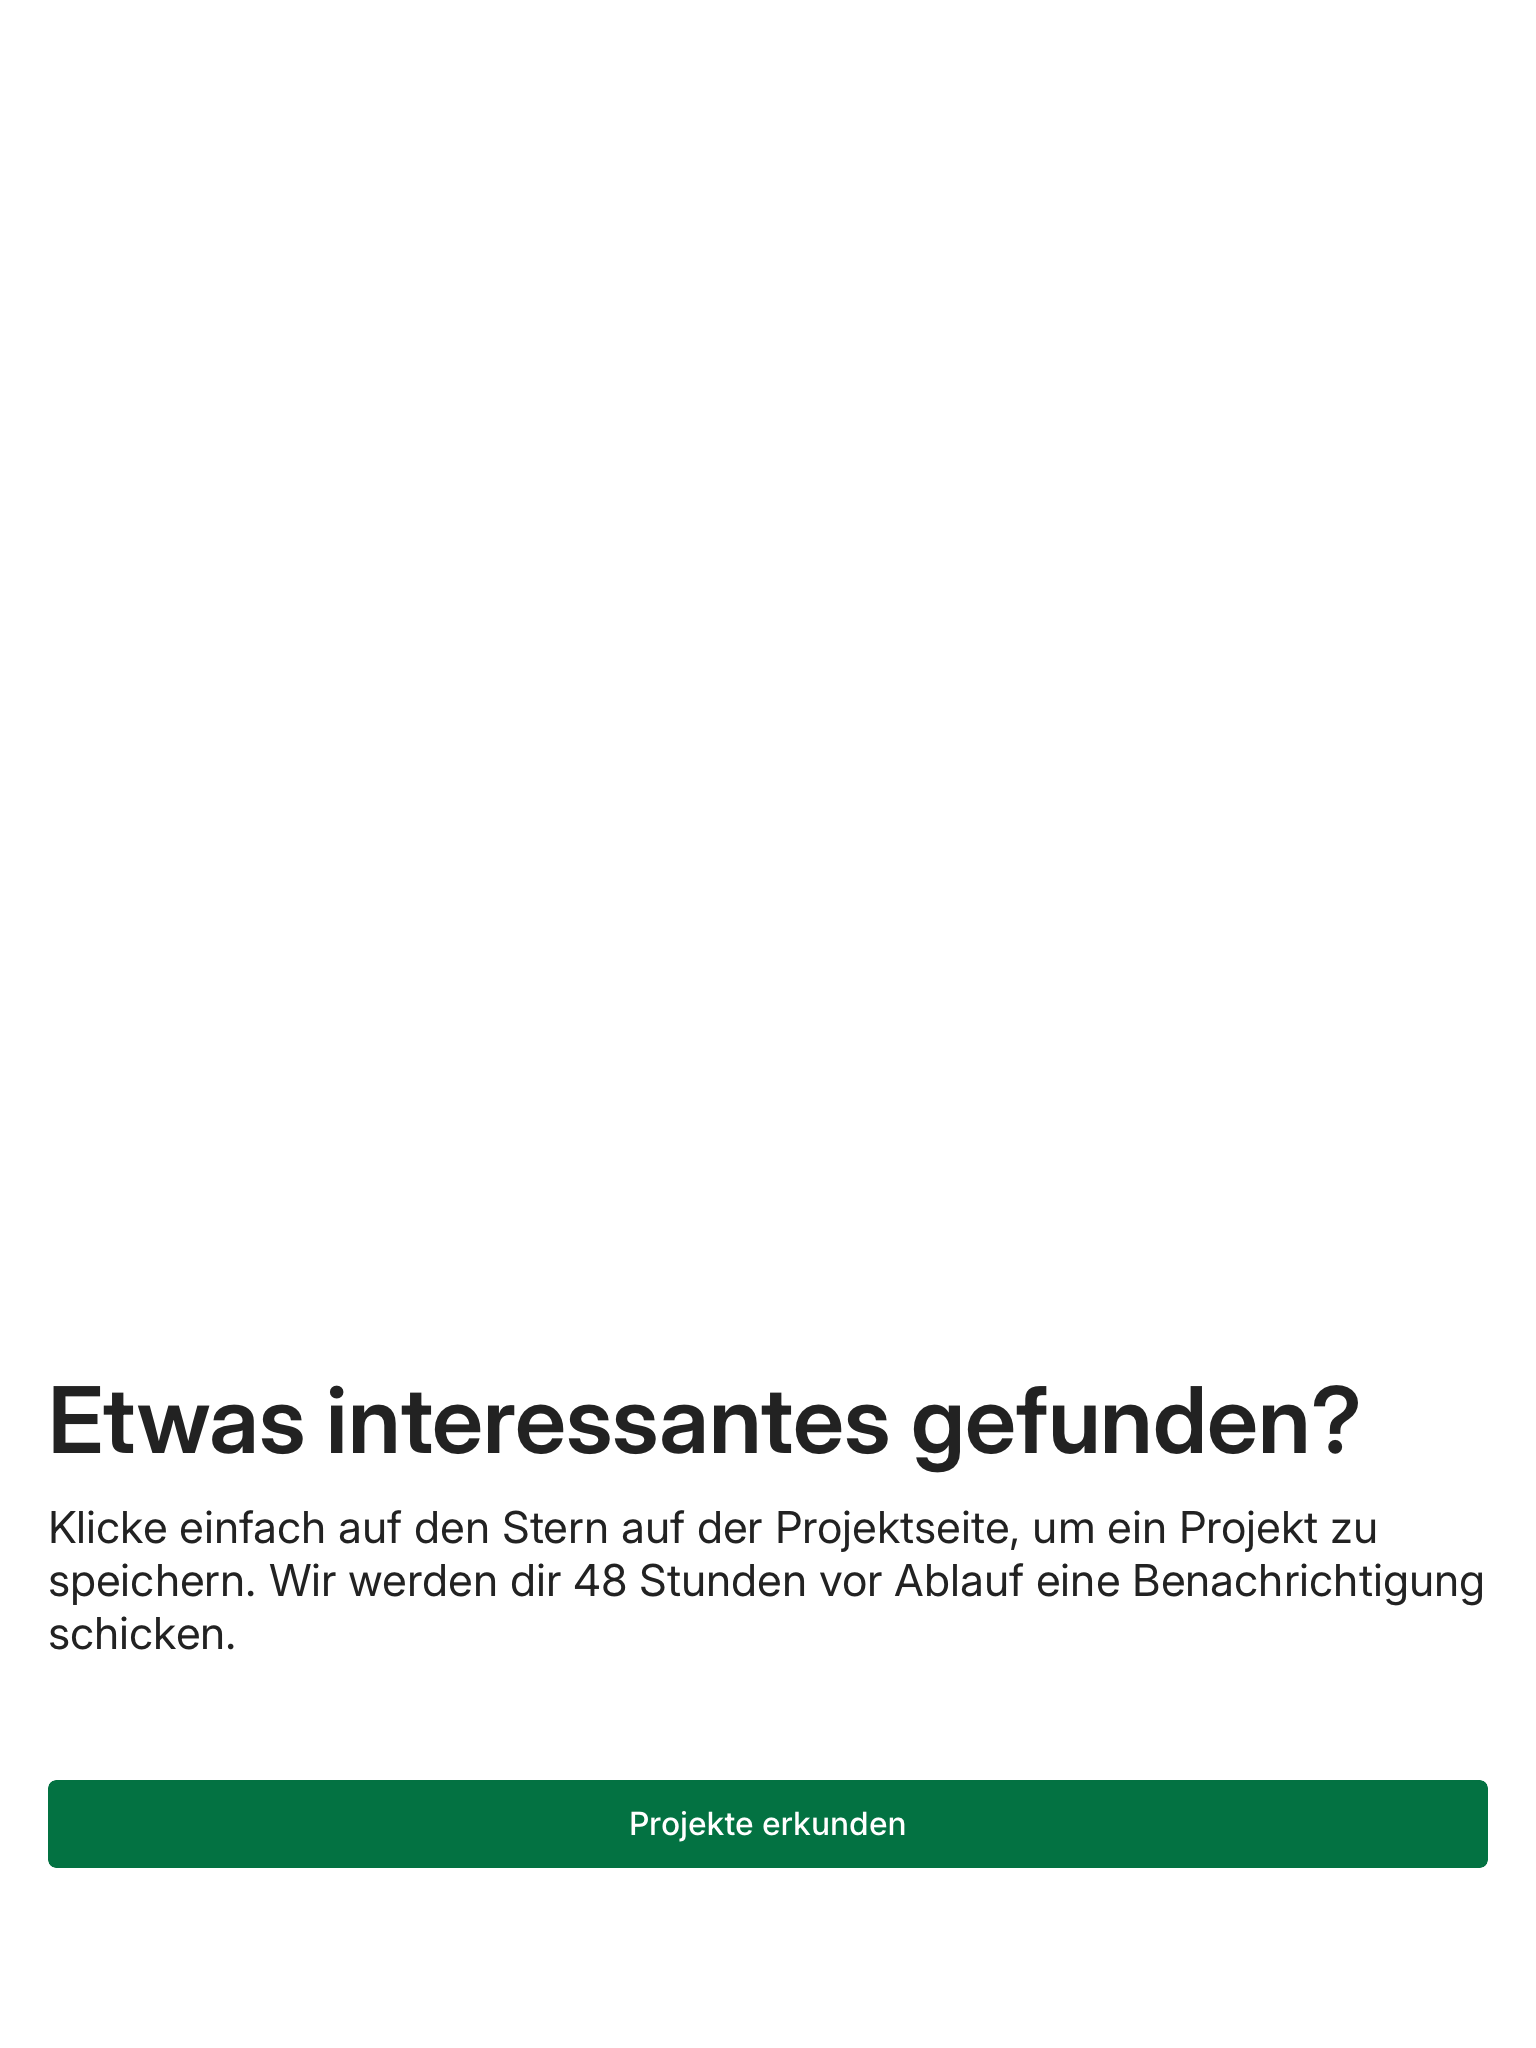 Etwas interessantes gefunden?
Klicke einfach auf den Stern auf der Projektseite, um ein Projekt zu
speichern. Wir werden dir 48 Stunden vor Ablauf eine Benachrichtigung
schicken.
Projekte erkunden